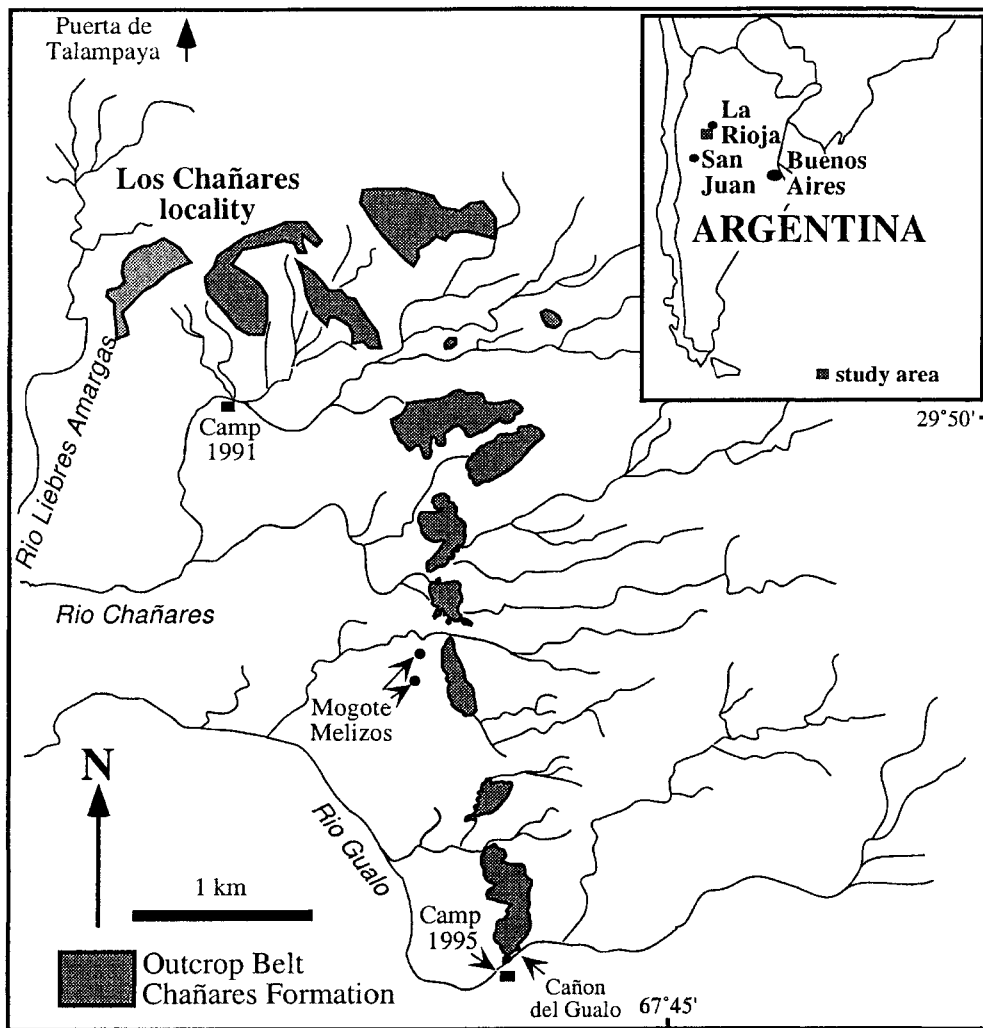 Puerta de
Talampaya
Los Chañares
locality
La
Rioja
San
Juan
Buenos
Aires
ARGENTINA
study area
29°50'
Camp
1991
Rio Liebres Amargas
Rio Chañares
Mogote
Melizos
N
Rio Gualo
1 km
Camp
1995
Cañon
del Gualo
67°45'
Outcrop Belt
Chañares Formation